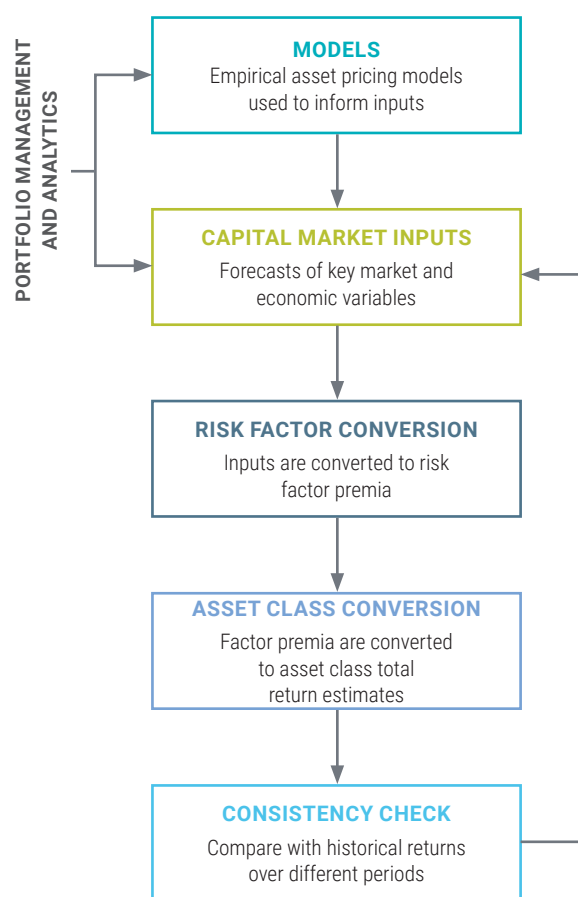 PORTFOLIO MANAGEMENT
AND ANALYTICS
MODELS
Empirical asset pricing models
used to inform inputs
CAPITAL MARKET INPUTS
Forecasts of key market and
economic variables
RISK FACTOR CONVERSION
Inputs are converted to risk
factor premia
ASSET CLASS CONVERSION
Factor premia are converted
to asset class total
return estimates
CONSISTENCY CHECK
Compare with historical returns
over different periods